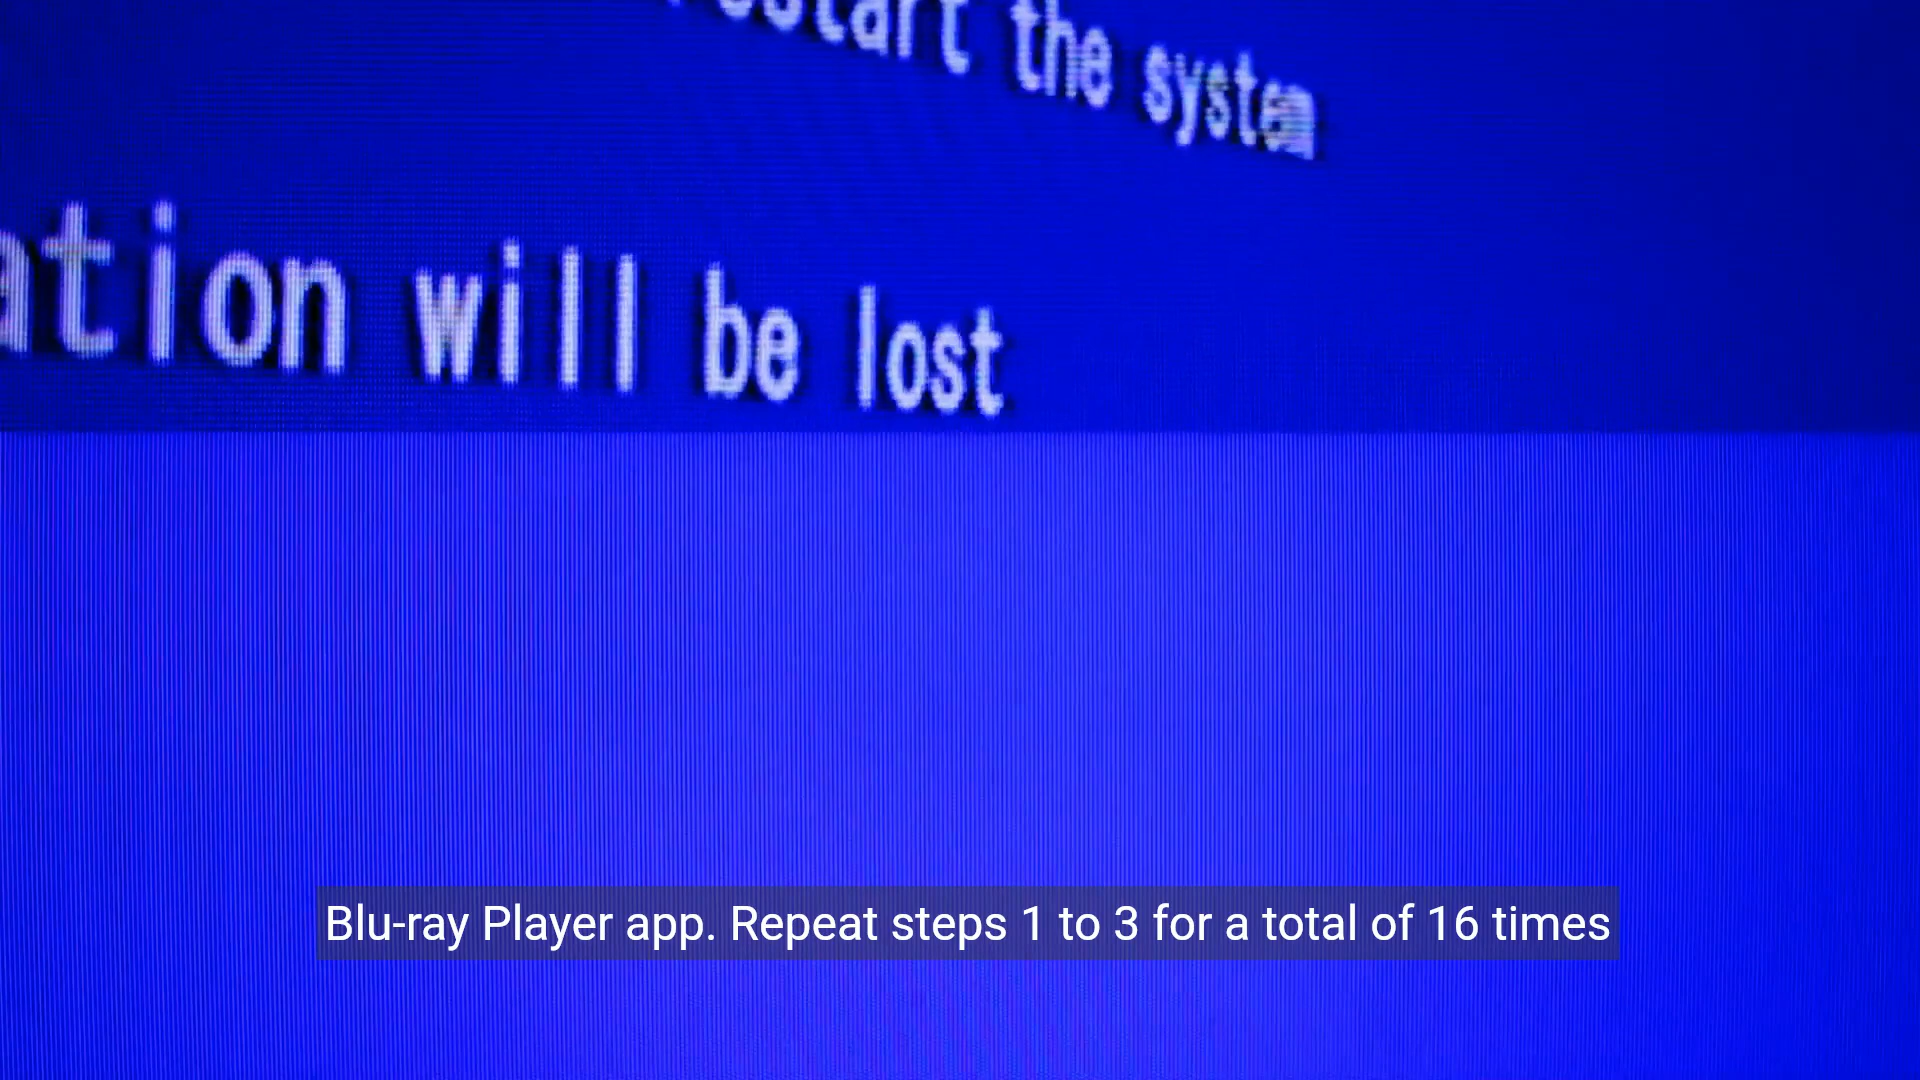 restart the system
ation will be lost
Blu-ray Player app. Repeat steps 1 to 3 for a total of 16 times